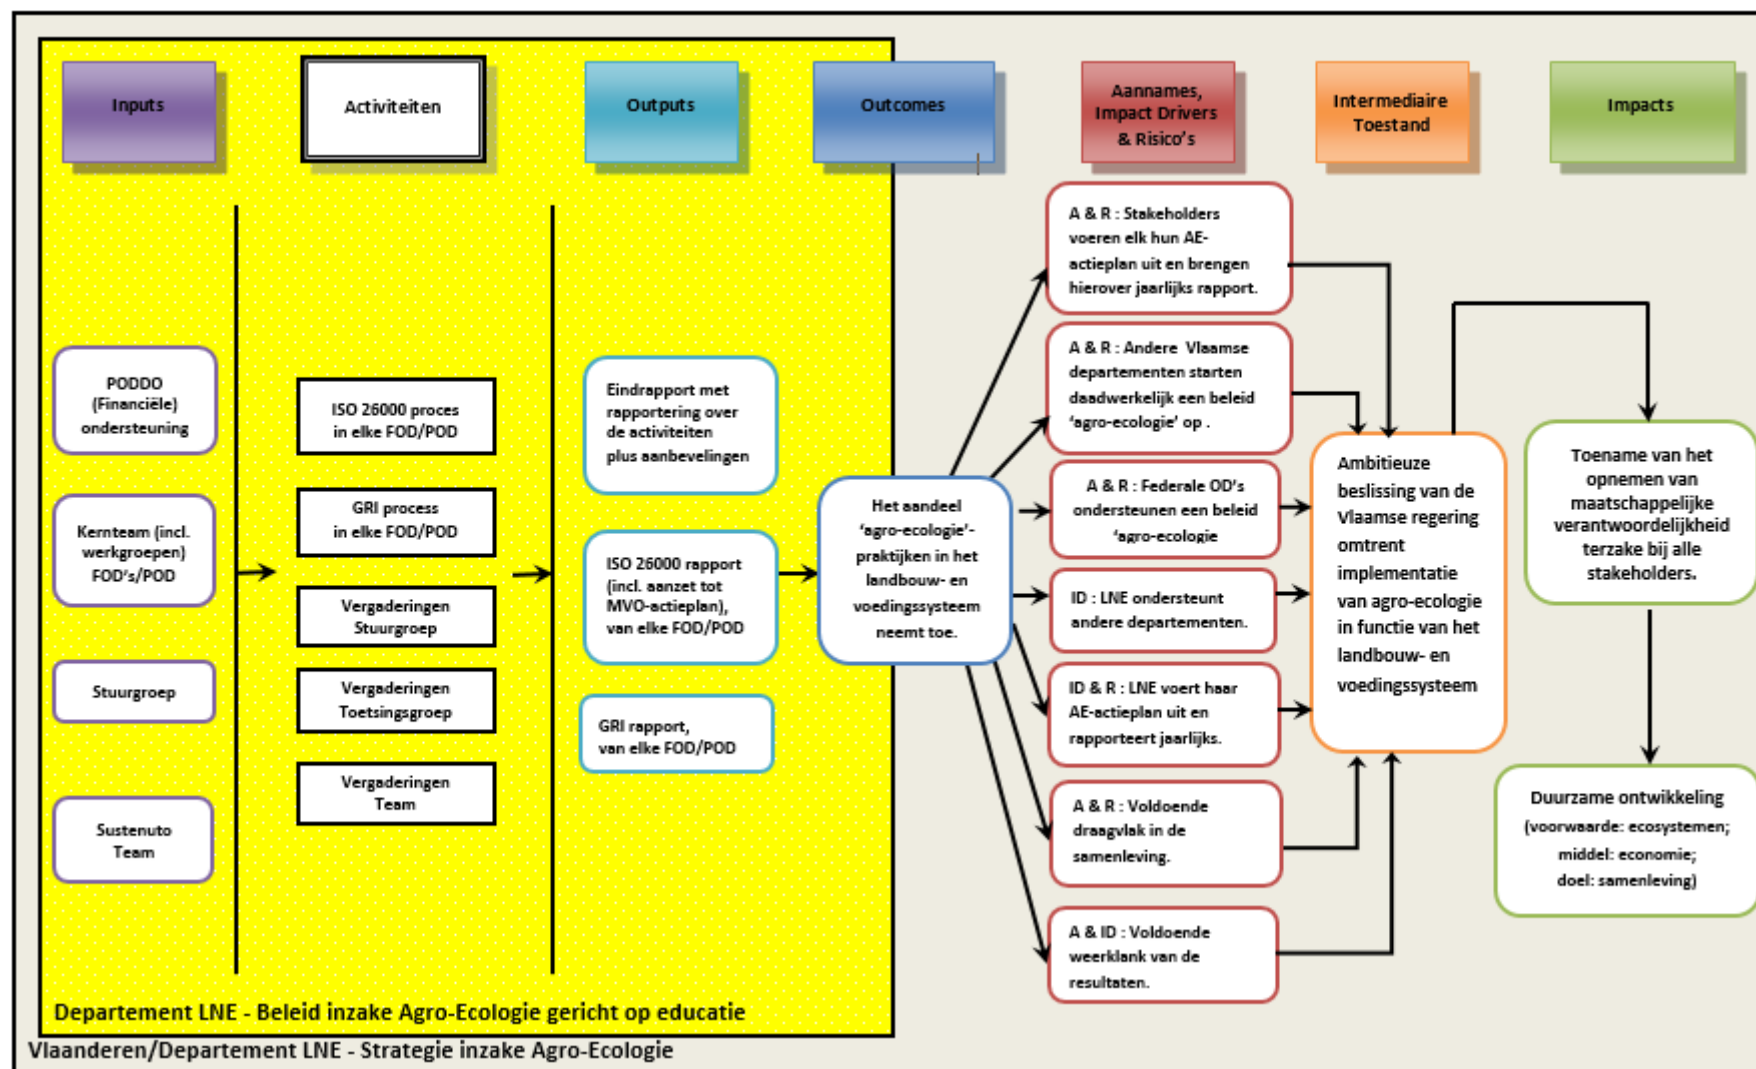 Inputs
Activiteiten
Outputs
Outcomes
Aannames,
Impact Drivers
& Risico's
Intermediaire
Toestand
Impacts
PODDO
(Financiële)
ondersteuning
Kernteam (incl.
werkgroepen)
FOD's/POD
Stuurgroep
Sustenuto
Team
ISO 26000 proces
in elke FOD/POD
GRI process
in elke FOD/POD
Vergaderingen
Stuurgroep
Vergaderingen
Toetsingsgroep
Vergaderingen
Team
Eindrapport met
rapportering over
de activiteiten
plus aanbevelingen
ISO 26000 rapport
(incl. aanzet tot
MVO-actieplan),
van elke FOD/POD
GRI rapport,
van elke FOD/POD
Het aandeel
'agro-ecologie'-
praktijken in het
landbouw- en
voedingssysteem
neemt toe.
A & R : Stakeholders
voeren elk hun AE-
actieplan uit en brengen
hierover jaarlijks rapport.
A & R : Andere Vlaamse
departementen starten
daadwerkelijk een beleid
'agro-ecologie' op .
A & R : Federale OD's
ondersteunen een beleid
'agro-ecologie
ID : LNE ondersteunt
andere departementen.
ID & R : LNE voert haar
AE-actieplan uit en
rapporteert jaarlijks.
A & R : Voldoende
draagvlak in de
samenleving.
A & ID : Voldoende
weerklank van de
resultaten.
Ambitieuze
beslissing van de
Vlaamse regering
omtrent
implementatie
van agro-ecologie
in functie van het
landbouw- en
voedingssysteem
Toename van het
opnemen van
maatschappelijke
verantwoordelijkheid
terzake bij alle
stakeholders.
Duurzame ontwikkeling
(voorwaarde: ecosystemen;
middel: economie;
doel: samenleving)
Departement LNE - Beleid inzake Agro-Ecologie gericht op educatie
Vlaanderen/Departement LNE - Strategie inzake Agro-Ecologie